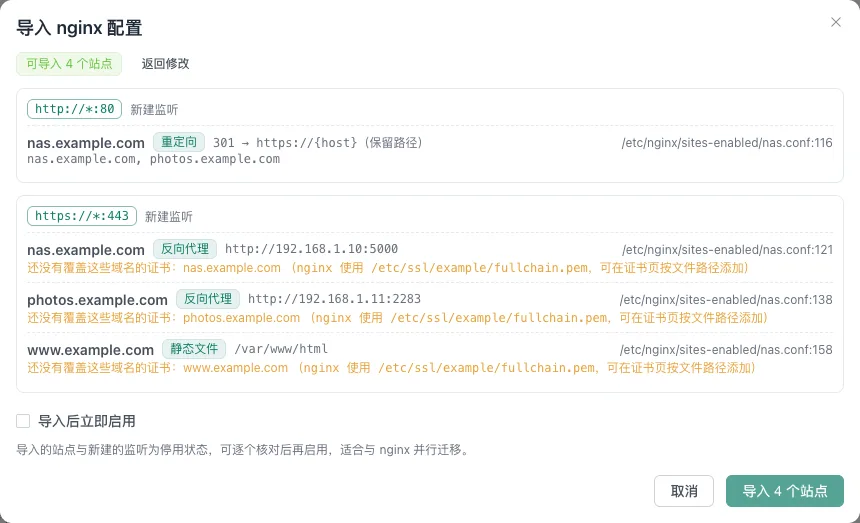 导入 nginx 配置
可导入 4 个站点 返回修改
http://*:80 新建监听
nas.example.com 重定向 301 → https://{host} (保留路径) /etc/nginx/sites-enabled/nas.conf:116
nas.example.com, photos.example.com
https://*:443 新建监听
nas.example.com 反向代理 http://192.168.1.10:5000 /etc/nginx/sites-enabled/nas.conf:121
还没有覆盖这些域名的证书：nas.example.com （nginx 使用 /etc/ssl/example/fullchain.pem，可在证书页按文件路径添加）
photos.example.com 反向代理 http://192.168.1.11:2283 /etc/nginx/sites-enabled/nas.conf:138
还没有覆盖这些域名的证书：photos.example.com （nginx 使用 /etc/ssl/example/fullchain.pem，可在证书页按文件路径添加）
www.example.com 静态文件 /var/www/html /etc/nginx/sites-enabled/nas.conf:158
还没有覆盖这些域名的证书：www.example.com （nginx 使用 /etc/ssl/example/fullchain.pem，可在证书页按文件路径添加）
导入后立即启用
导入的站点与新建的监听为停用状态，可逐个核对后再启用，适合与 nginx 并行迁移。
取消 导入 4 个站点